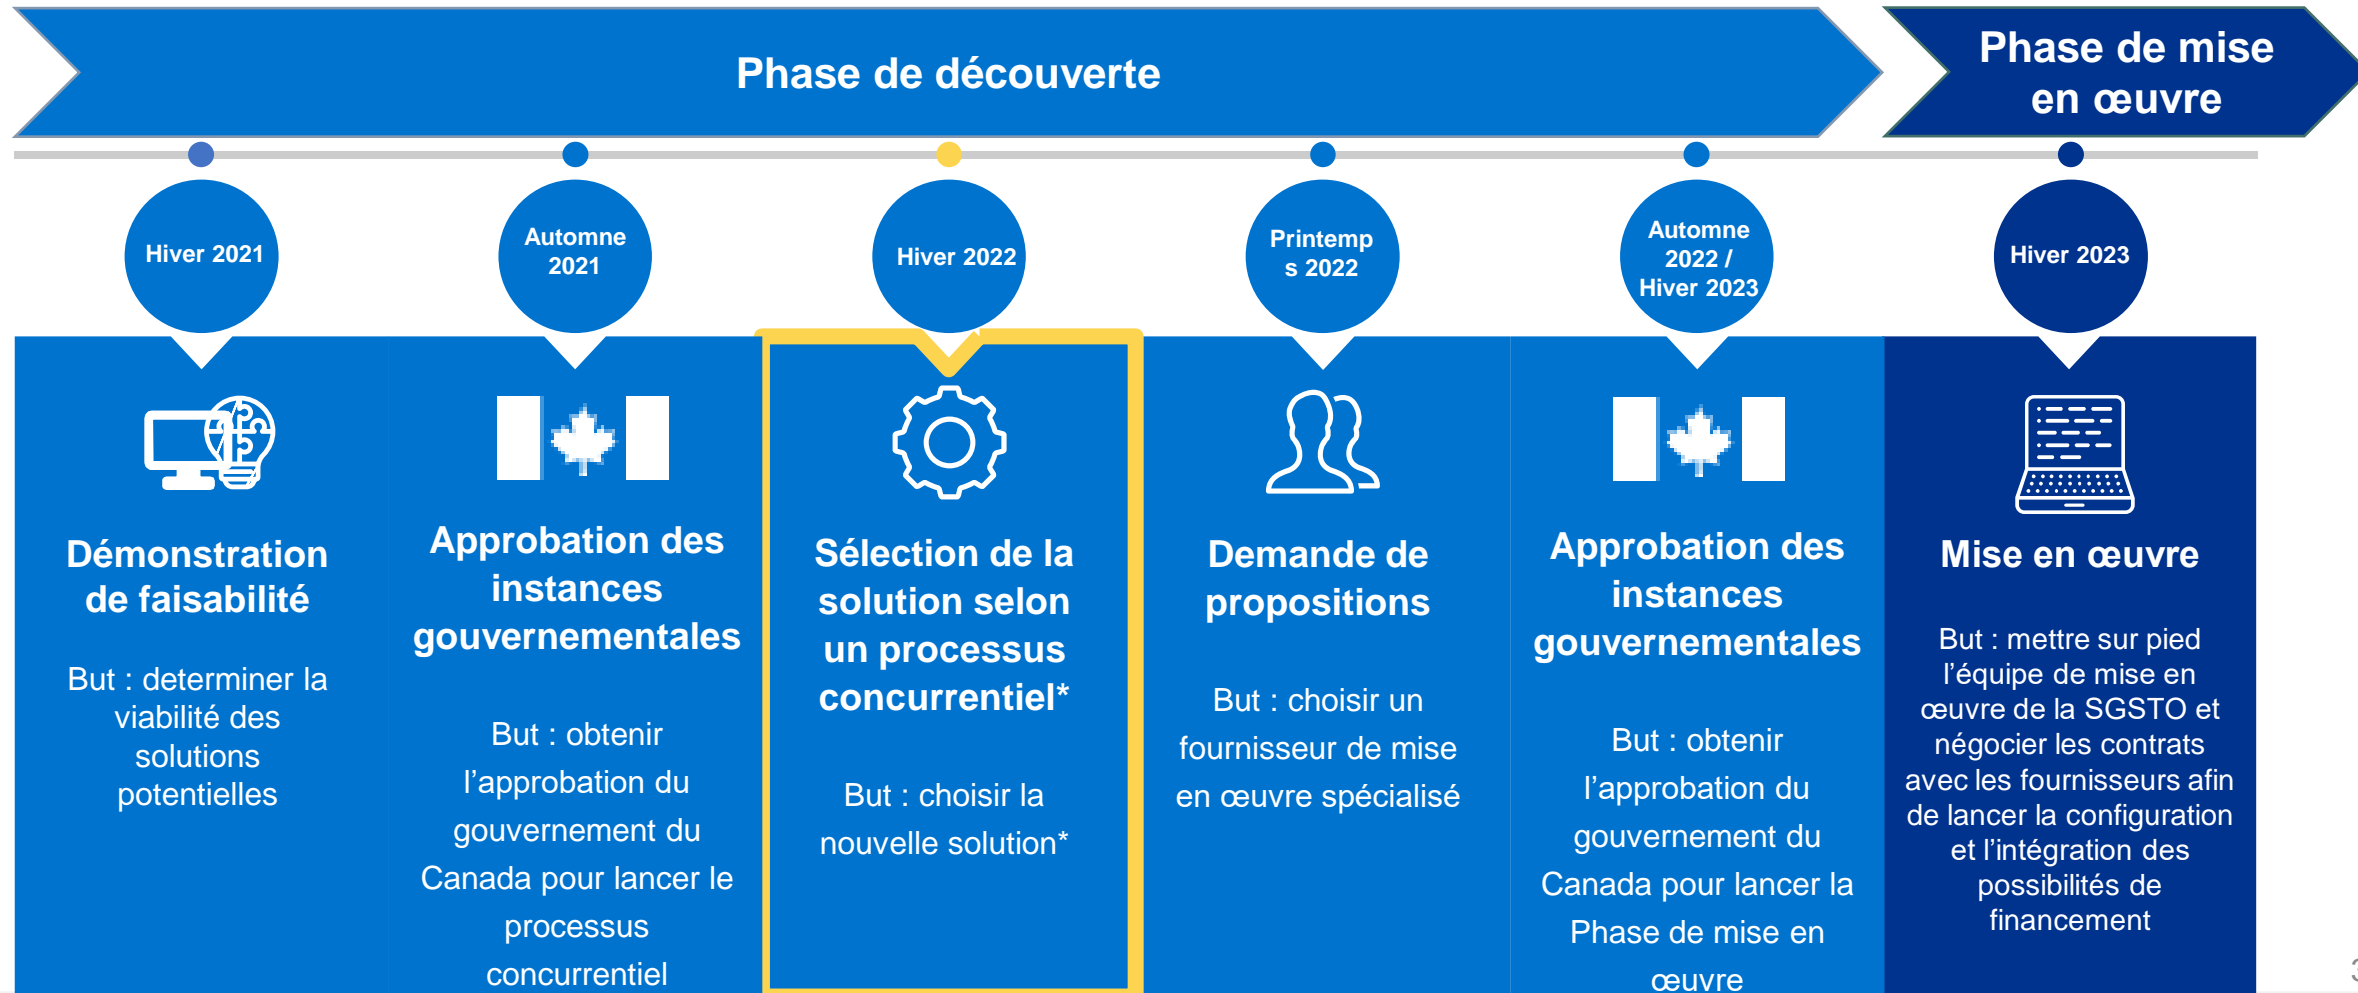 Phase de découverte
Phase de mise
en œuvre
Hiver 2021
Automne
2021
Hiver 2022
Printemp
s 2022
Automne
2022 /
Hiver 2023
Hiver 2023
Démonstration
de faisabilité
But : determiner la
viabilité des
solutions
potentielles
Approbation des
instances
gouvernementales
But : obtenir
l’approbation du
gouvernement du
Canada pour lancer le
processus
concurrentiel
Sélection de la
solution selon
un processus
concurrentiel*
But : choisir la
nouvelle solution*
Demande de
propositions
But : choisir un
fournisseur de mise
en œuvre spécialisé
Approbation des
instances
gouvernementales
But : obtenir
l’approbation du
gouvernement du
Canada pour lancer la
Phase de mise en
œuvre
Mise en œuvre
But : mettre sur pied
l’équipe de mise en
œuvre de la SGSTO et
négocier les contrats
avec les fournisseurs afin
de lancer la configuration
et l’intégration des
possibilités de
financement